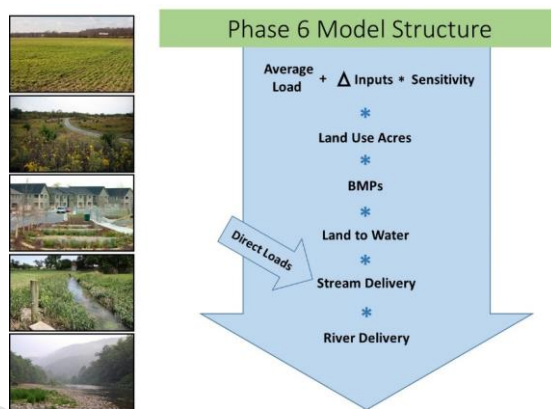 Phase 6 Model Structure
Average Load + Δ Inputs * Sensitivity
*
Land Use Acres
*
BMPs
*
Land to Water
*
Direct Loads
Stream Delivery
*
River Delivery